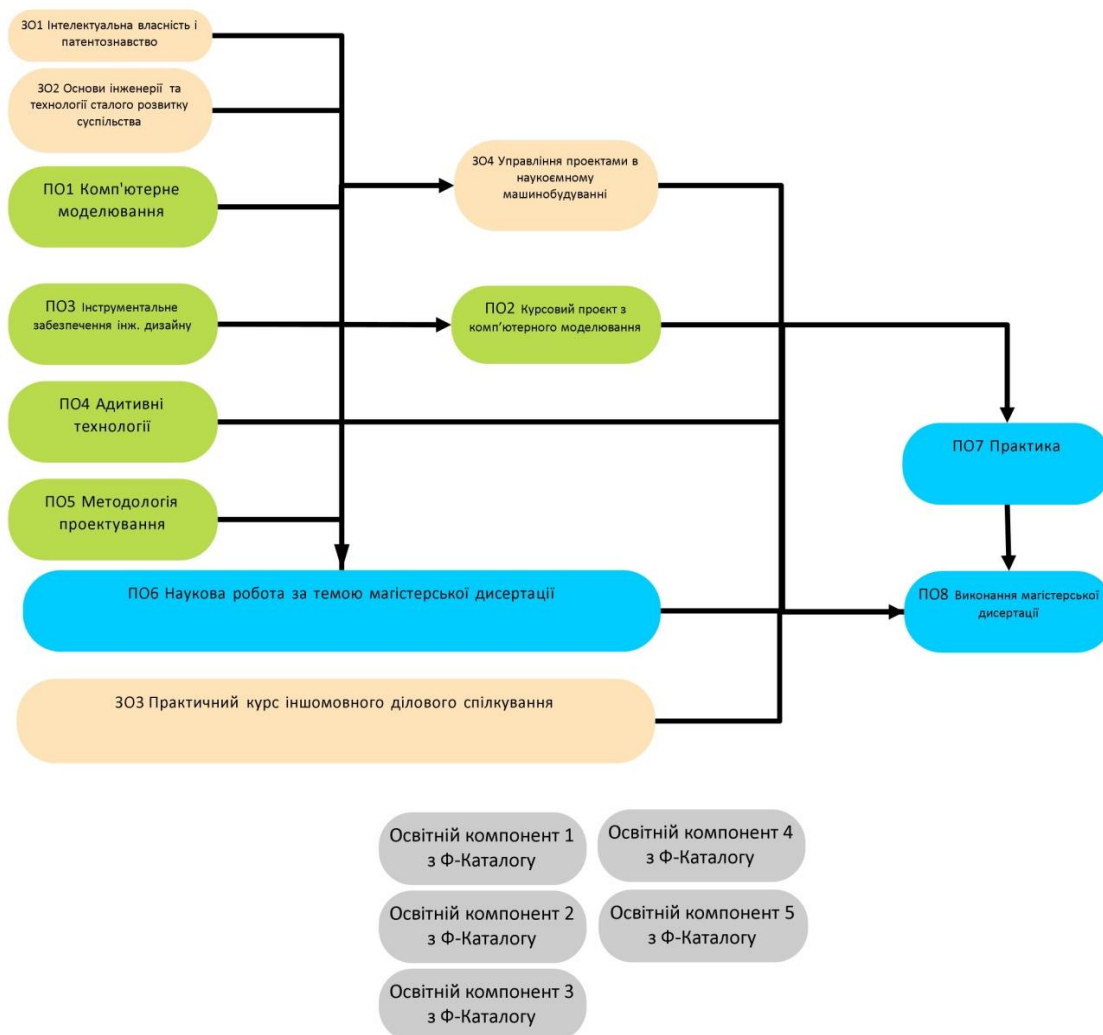 ЗО1 Інтелектуальна власність і
патентознавство
ЗО2 Основи інженерії та
технології сталого розвитку
суспільства
ПО1 Комп'ютерне
моделювання
ЗО4 Управління проектами в
наукоємному
машинобудуванні
ПО3 Інструментальне
забезпечення інж. дизайну
ПО2 Курсовий проєкт з
комп’ютерного моделювання
ПО4 Адитивні
технології
ПО7 Практика
ПО5 Методологія
проектування
ПО6 Наукова робота за темою магістерської дисертації
ПО8 Виконання магістерської
дисертації
ЗО3 Практичний курс іншомовного ділового спілкування
Освітній компонент 1
з Ф-Каталогу
Освітній компонент 4
з Ф-Каталогу
Освітній компонент 2
з Ф-Каталогу
Освітній компонент 5
з Ф-Каталогу
Освітній компонент 3
з Ф-Каталогу